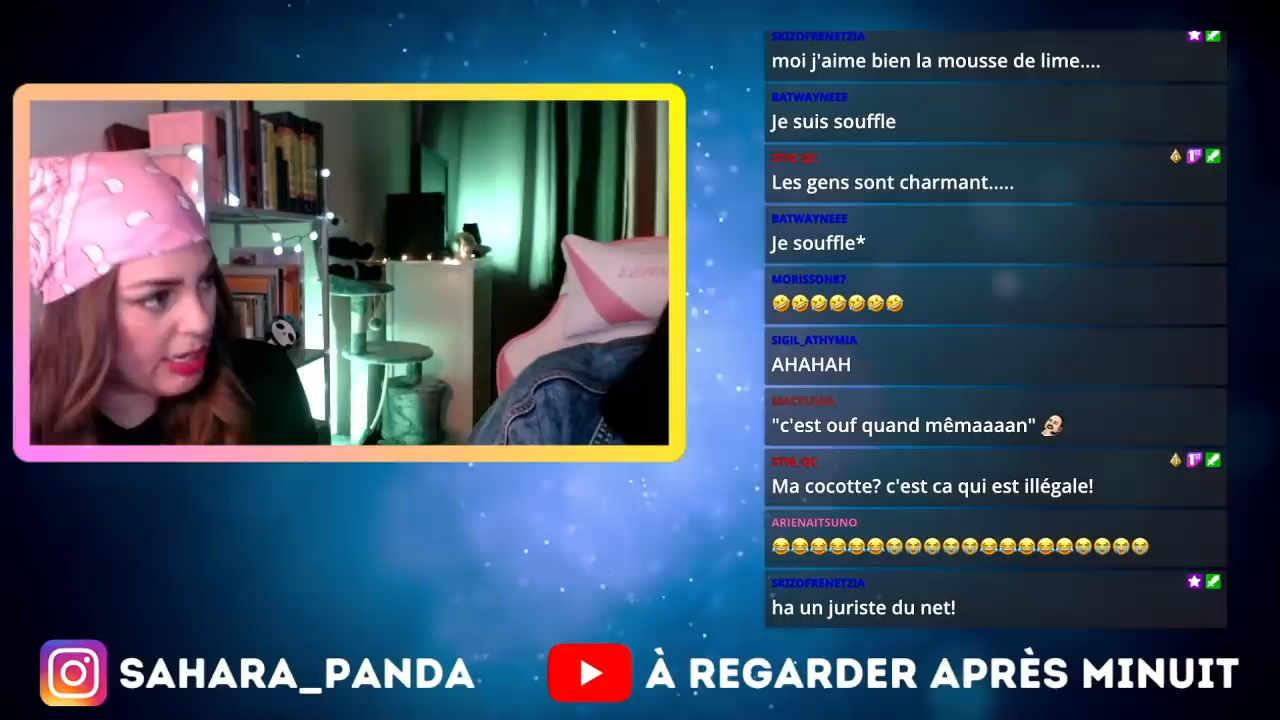 SKIZOFRENETZIA
moi j'aime bien la mousse de lime....
BATWAYNEEE
Je suis souffle
STIG_QC
Les gens sont charmant.....
BATWAYNEEE
Je souffle*
MORISSON87
🤣🤣🤣🤣🤣🤣🤣
SIGIL_ATHYMIA
AHAHAH
"c'est ouf quand mêmaaaan"
STIG_QC
Ma cocotte? c'est ca qui est illégale!
ARIENAITSUNO
😂😂😂😂😂😂😭😭😭😭😭😂😂😂😂😂😭😭😭😭
SKIZOFRENETZIA
ha un juriste du net!
SAHARA_PANDA
À REGARDER APRÈS MINUIT